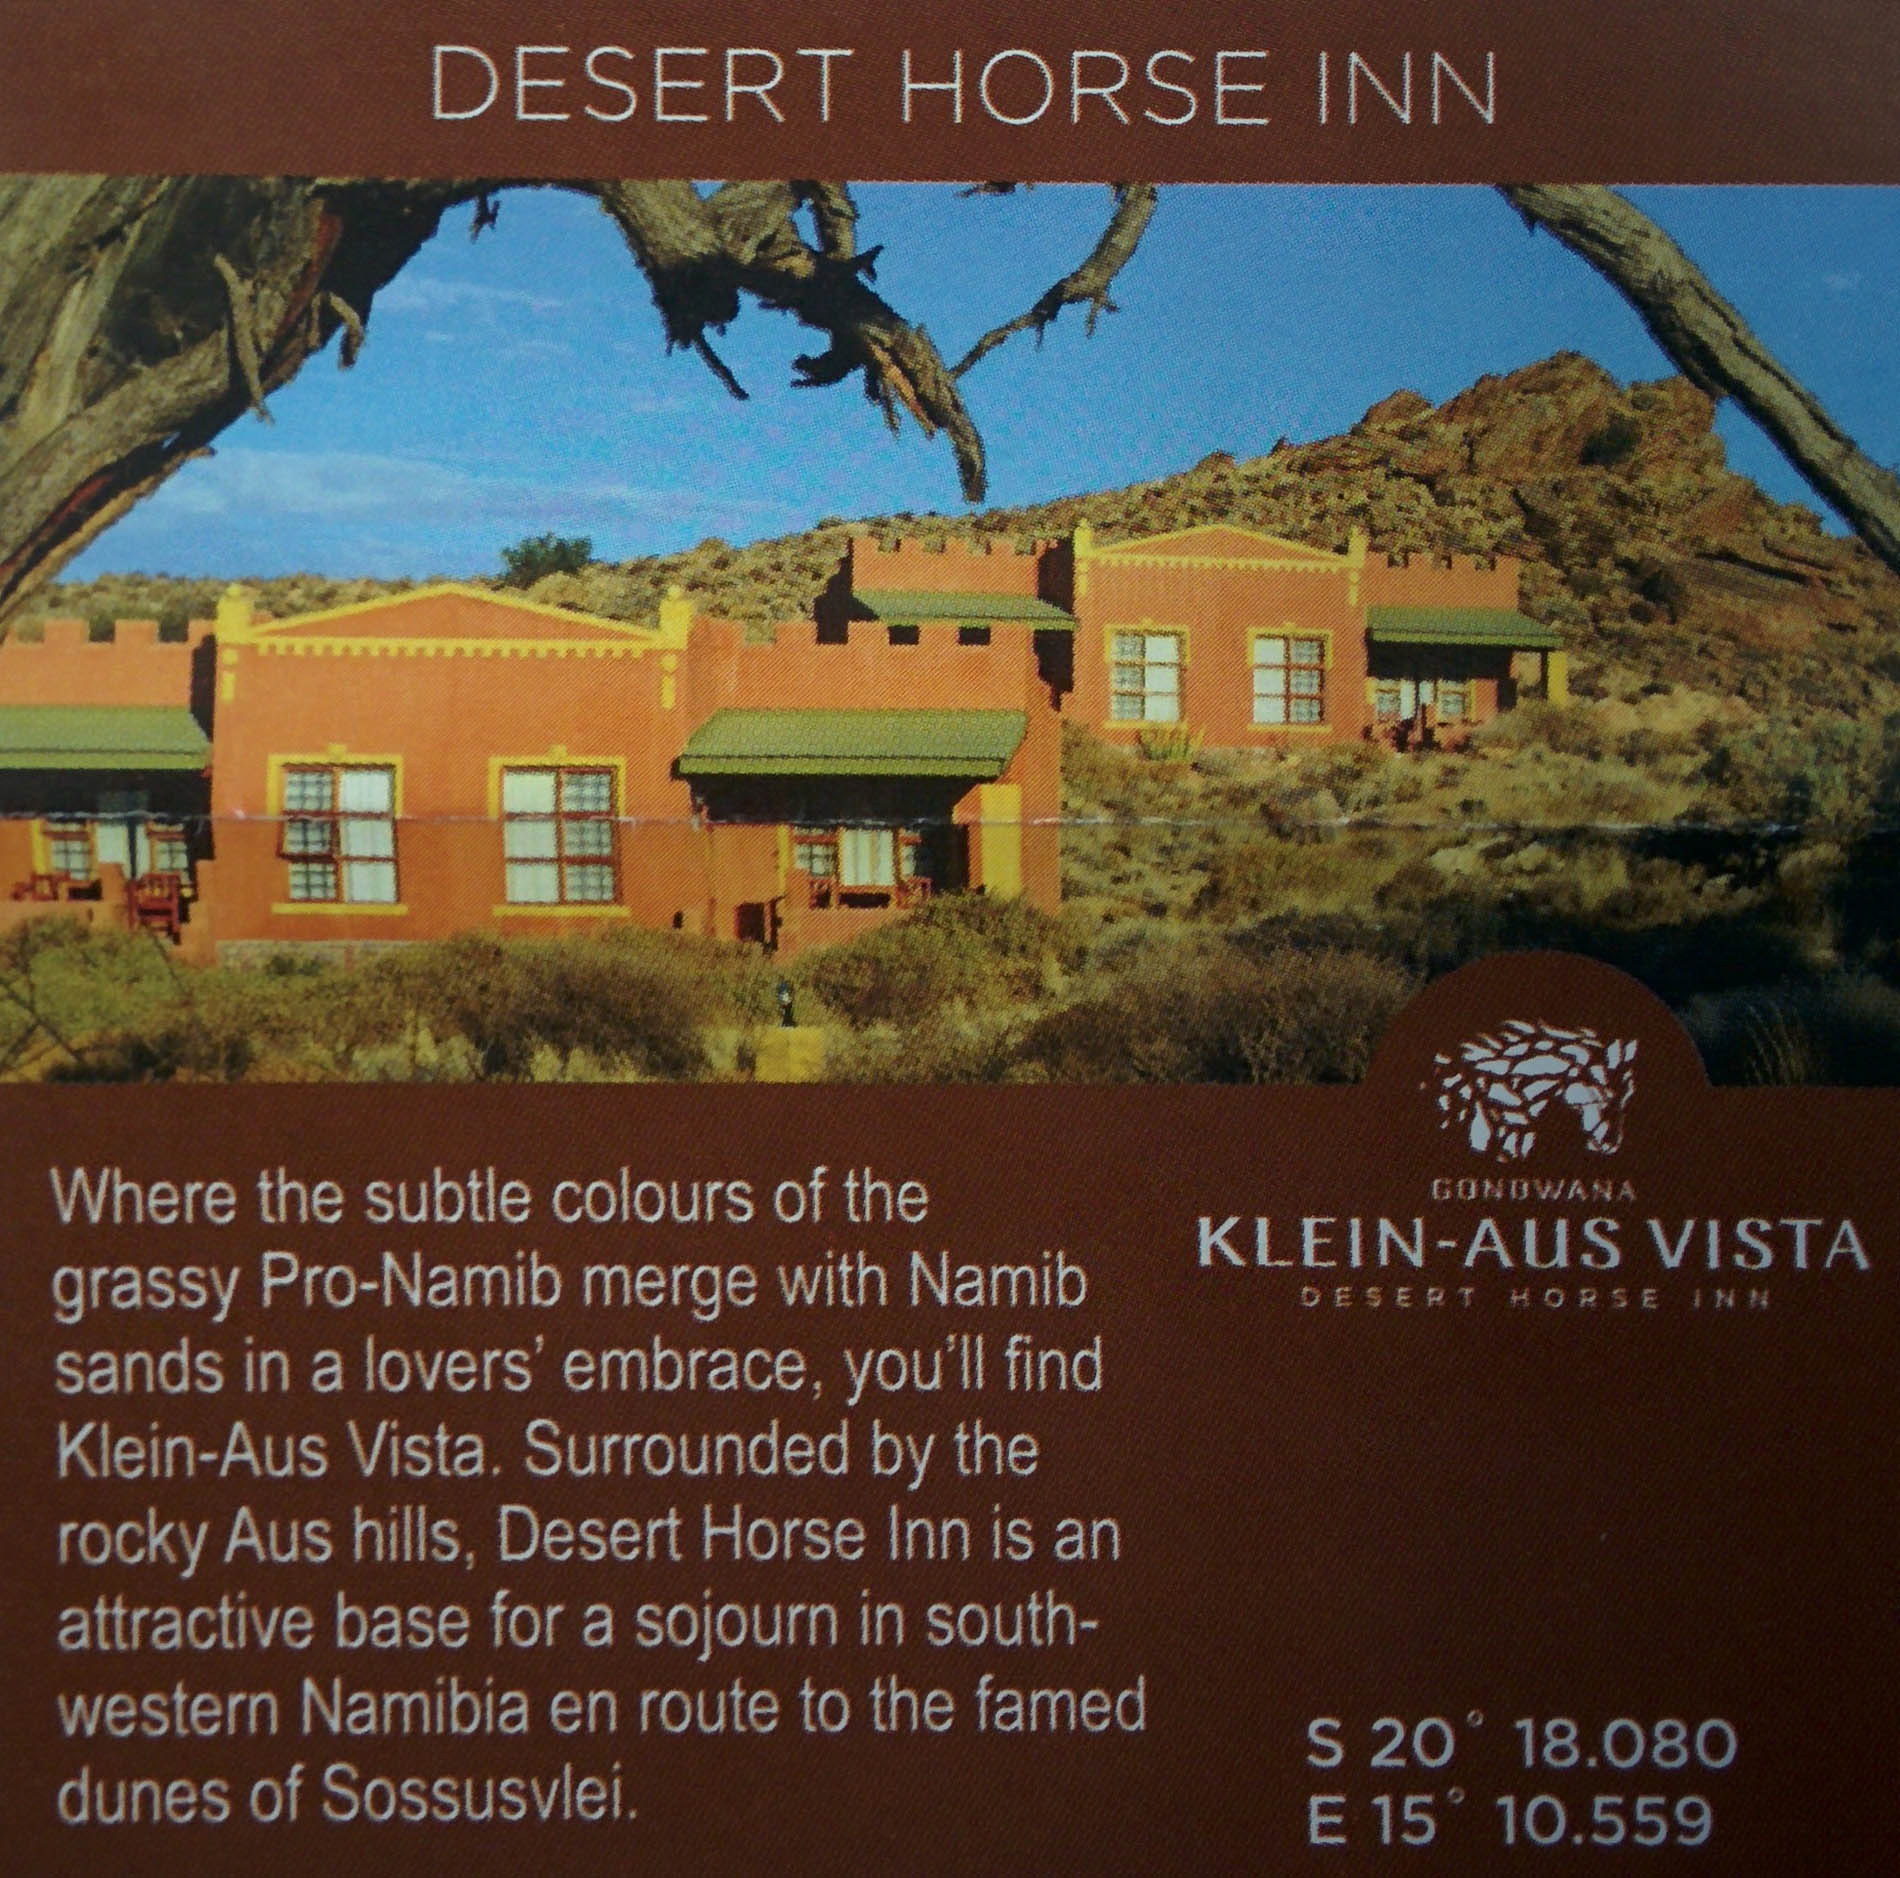 DESERT HORSE INN
GONDWANA
KLEIN-AUS VISTA
DESERT HORSE INN
Where the subtle colours of the
grassy Pro-Namib merge with Namib
sands in a lovers’ embrace, you’ll find
Klein-Aus Vista. Surrounded by the
rocky Aus hills, Desert Horse Inn is an
attractive base for a sojourn in south-
western Namibia en route to the famed
dunes of Sossusvlei.
S 20° 18.080
E 15° 10.559